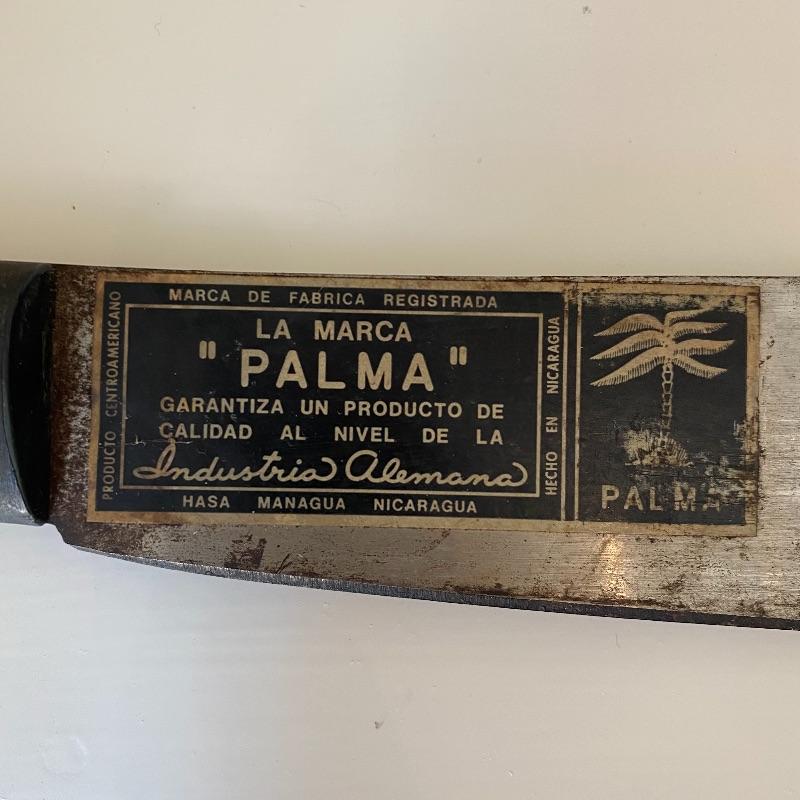 MARCA DE FABRICA REGISTRADA
PRODUCTO CENTROAMERICANO
LA MARCA
"PALMA"
GARANTIZA UN PRODUCTO DE
CALIDAD AL NIVEL DE LA
Industria Alemana
HECHO EN NICARAGUA
HASA MANAGUA NICARAGUA
PALMA